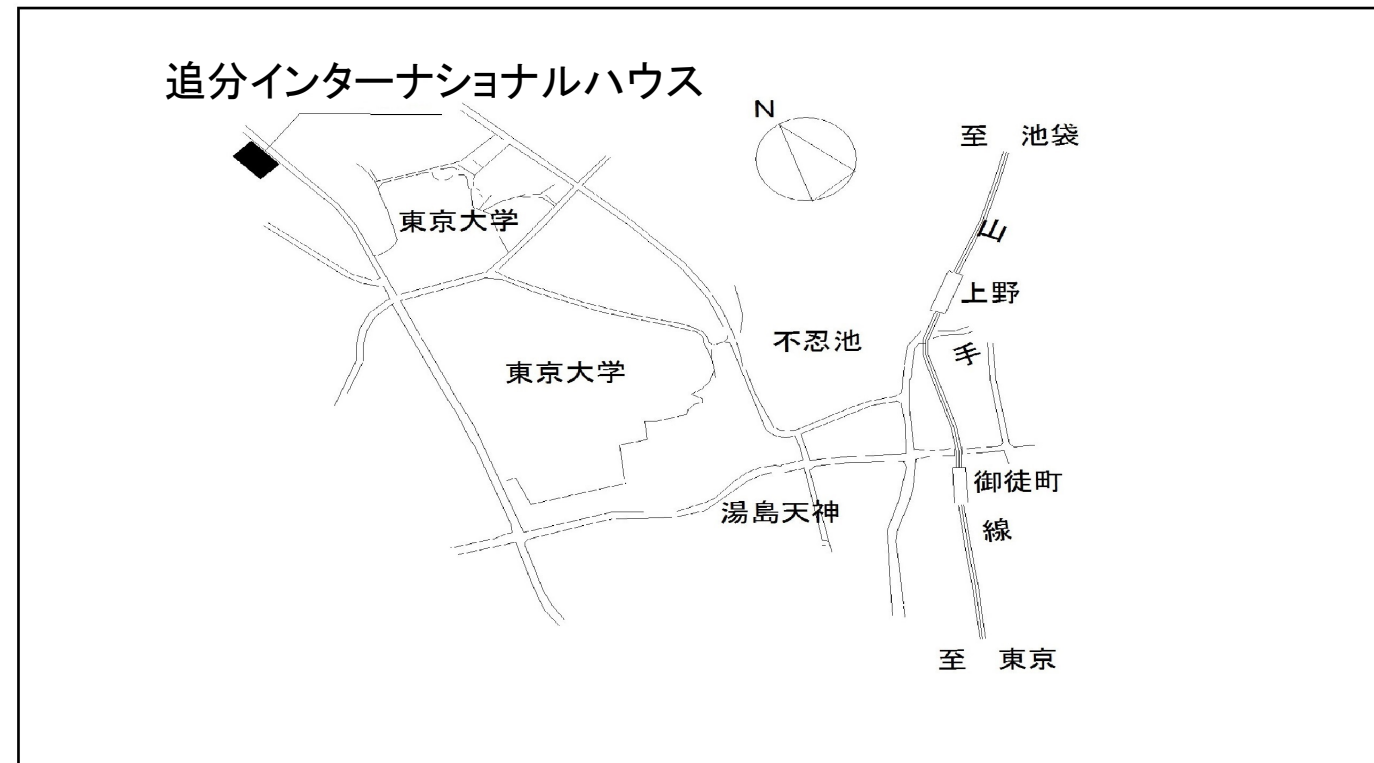 追分インターナショナルハウス
N
至 池袋
山
東京大学
上野
不忍池
手
東京大学
御徒町
湯島天神
線
至 東京